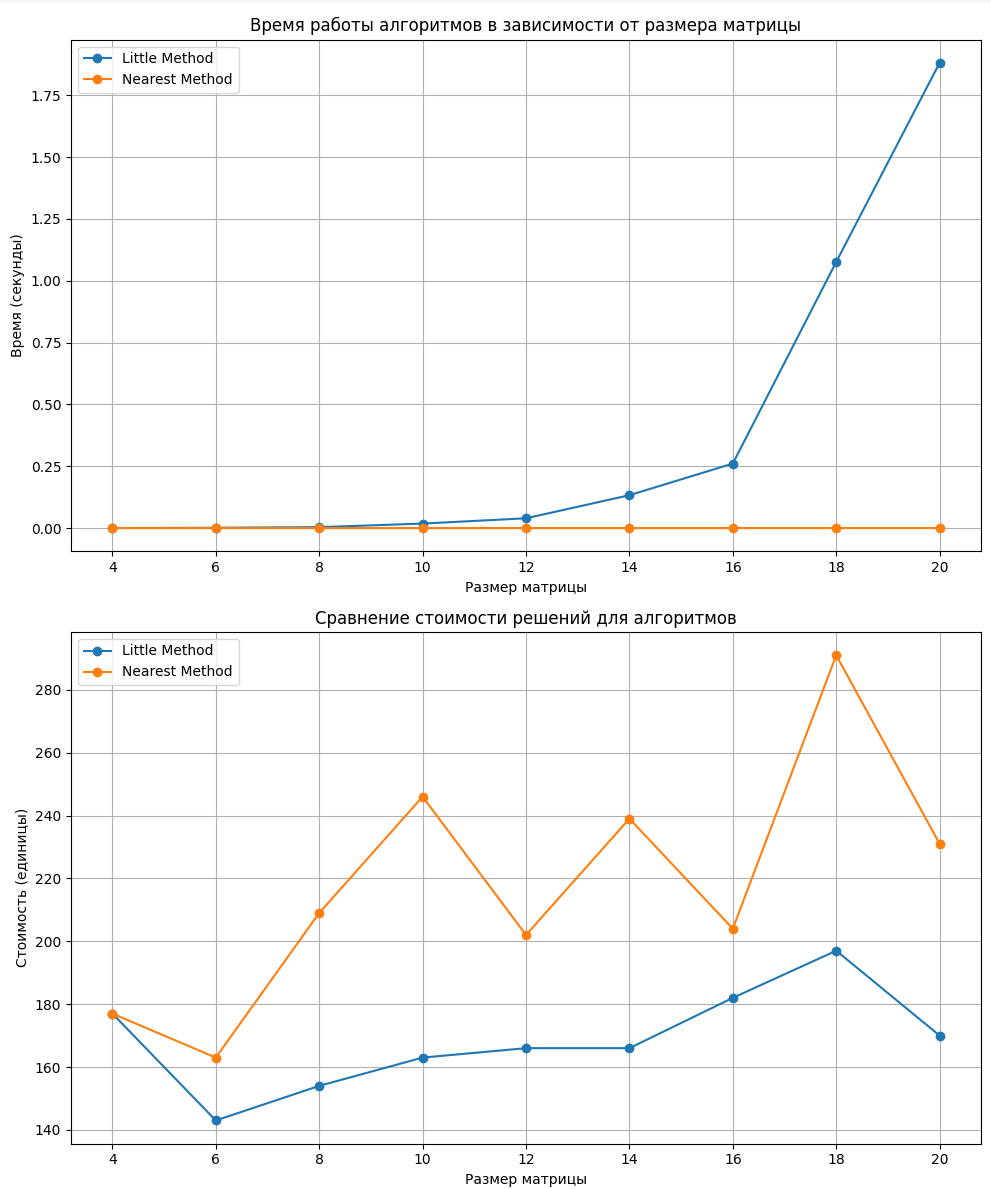 Время работы алгоритмов в зависимости от размера матрицы
Little Method
Nearest Method
1.75
1.50
1.25
1.00
0.75
0.50
0.25
0.00
Время (секунды)
4 6 8 10 12 14 16 18 20
Размер матрицы
Сравнение стоимости решений для алгоритмов
Little Method
Nearest Method
280
260
240
220
200
180
160
140
Стоимость (единицы)
4 6 8 10 12 14 16 18 20
Размер матрицы